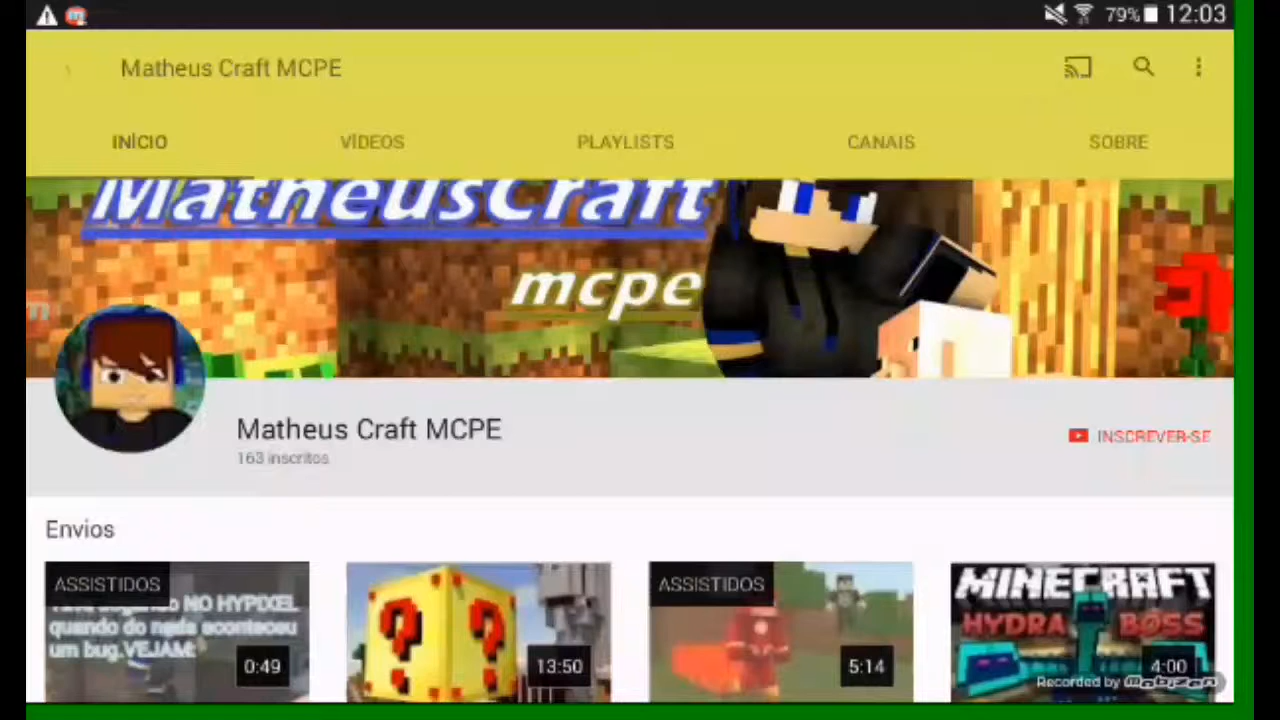 79% 12:03
Matheus Craft MCPE
INÍCIO VÍDEOS PLAYLISTS CANAIS SOBRE
MatheusCraft
mcpe
Matheus Craft MCPE
163 inscritos
INSCREVER-SE
Envios
ASSISTIDOS
NO HYPIXEL
quando do nada aconteceu
um bug.VEJAM:
0:49
13:50
ASSISTIDOS
5:14
MINECRAFT
HYDRA BOSS
4:00
Recorded by Mobizen